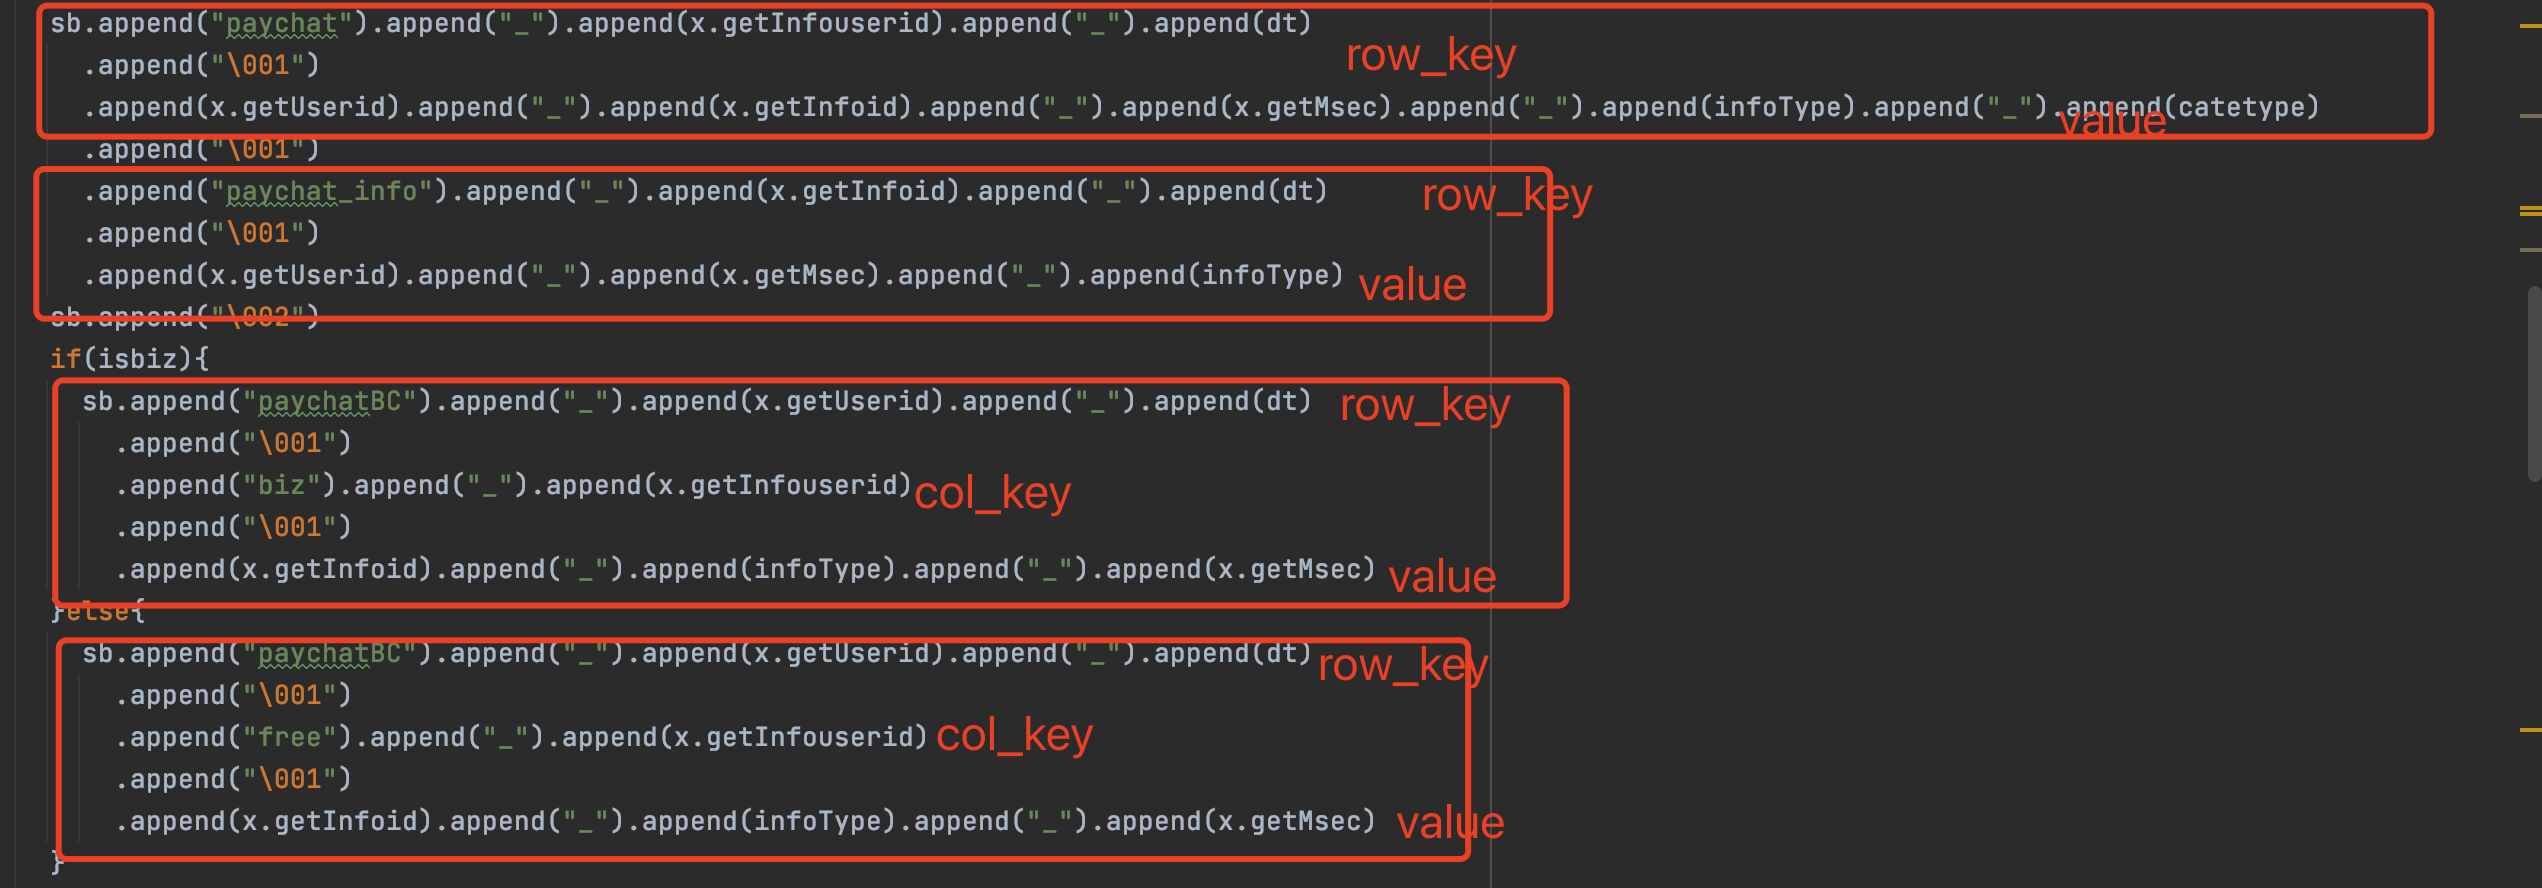 sb.append("paychat").append("_").append(x.getInfouserid).append("_").append(dt)
row_key
.append("\001")
.append(x.getUserid).append("_").append(x.getInfoid).append("_").append(x.getMsec).append("_").append(infoType).append("_").append(catetype)
value
.append("\001")
.append("paychat_info").append("_").append(x.getInfoid).append("_").append(dt)
row_key
.append("\001")
.append(x.getUserid).append("_").append(x.getMsec).append("_").append(infoType)
value
sb.append("\002")
if(isbiz){
sb.append("paychatBC").append("_").append(x.getUserid).append("_").append(dt)
row_key
.append("\001")
.append("biz").append("_").append(x.getInfouserid)
col_key
.append("\001")
.append(x.getInfoid).append("_").append(infoType).append("_").append(x.getMsec)
value
}else{
sb.append("paychatBC").append("_").append(x.getUserid).append("_").append(dt)
row_key
.append("\001")
.append("free").append("_").append(x.getInfouserid)
col_key
.append("\001")
.append(x.getInfoid).append("_").append(infoType).append("_").append(x.getMsec)
value
}